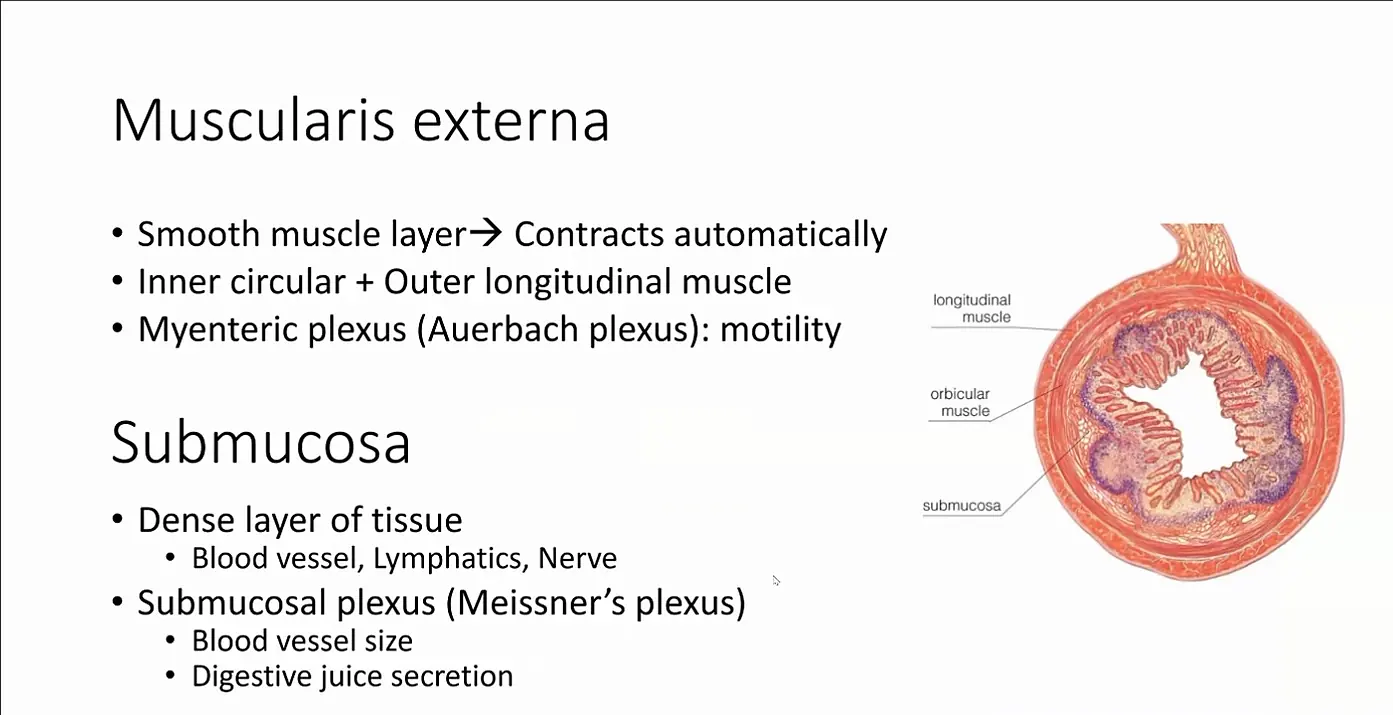 Muscularis externa
• Smooth muscle layer→ Contracts automatically
• Inner circular + Outer longitudinal muscle
• Myenteric plexus (Auerbach plexus): motility
Submucosa
• Dense layer of tissue
• Blood vessel, Lymphatics, Nerve
• Submucosal plexus (Meissner’s plexus)
• Blood vessel size
• Digestive juice secretion
longitudinal
muscle
orbicular
muscle
submucosa